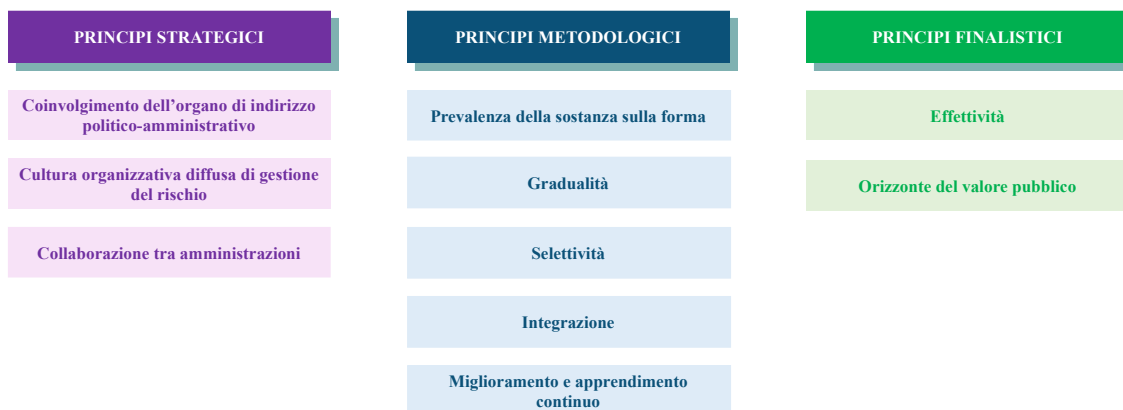 PRINCIPI STRATEGICI
Coinvolgimento dell’organo di indirizzo
politico-amministrativo
Cultura organizzativa diffusa di gestione
del rischio
Collaborazione tra amministrazioni
PRINCIPI METODOLOGICI
Prevalenza della sostanza sulla forma
Gradualità
Selettività
Integrazione
Miglioramento e apprendimento
continuo
PRINCIPI FINALISTICI
Effettività
Orizzonte del valore pubblico